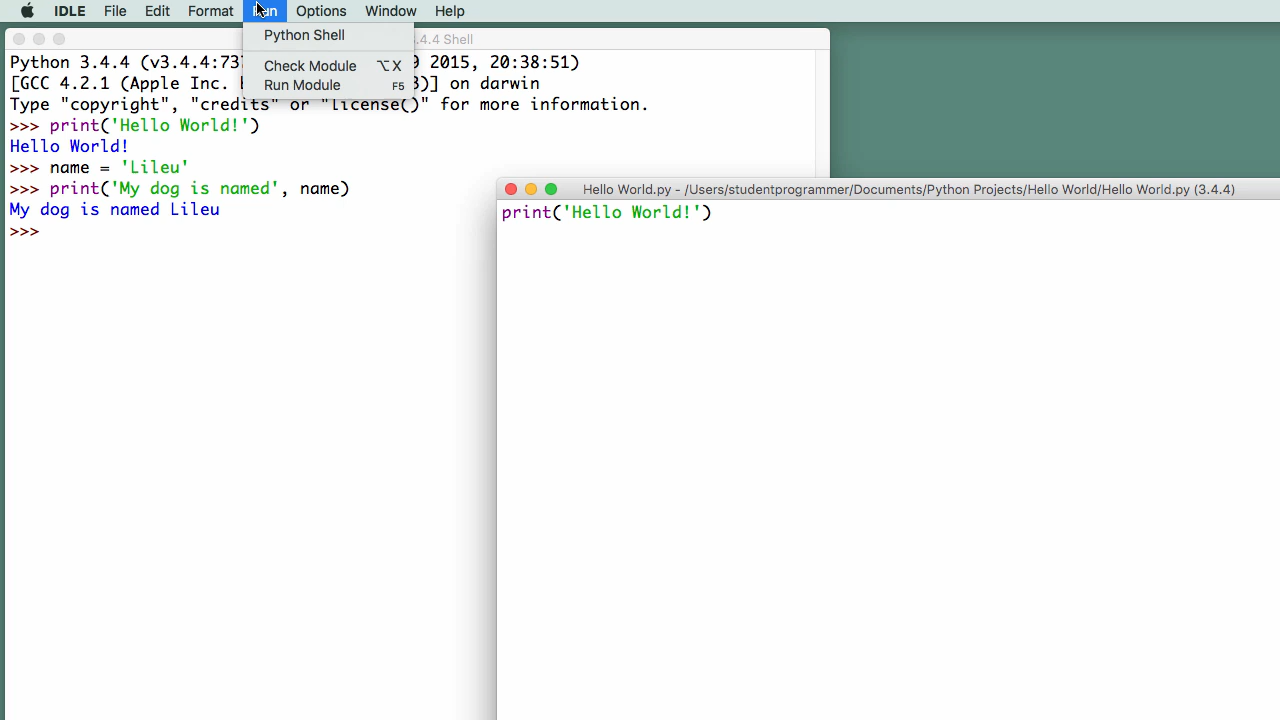 IDLE File Edit Format Run Options Window Help
Python Shell
Check Module ⌥X
Run Module F5
.4.4 Shell
Python 3.4.4 (v3.4.4:737 9 2015, 20:38:51)
[GCC 4.2.1 (Apple Inc. 3)] on darwin
Type "copyright", "credits" or "license()" for more information.
>>> print('Hello World!')
Hello World!
>>> name = 'Lileu'
>>> print('My dog is named', name)
My dog is named Lileu
>>>
Hello World.py - /Users/studentprogrammer/Documents/Python Projects/Hello World/Hello World.py (3.4.4)
print('Hello World!')